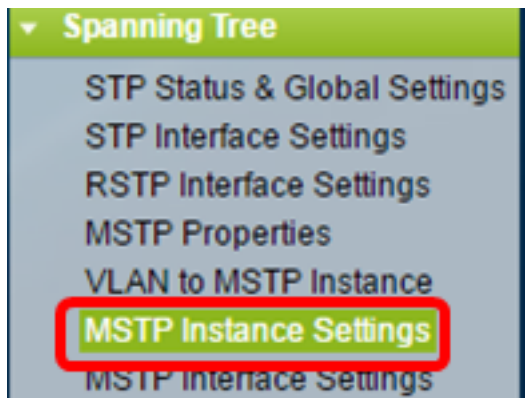 Spanning Tree
STP Status & Global Settings
STP Interface Settings
RSTP Interface Settings
MSTP Properties
VLAN to MSTP Instance
MSTP Instance Settings
MSTP Interface Settings